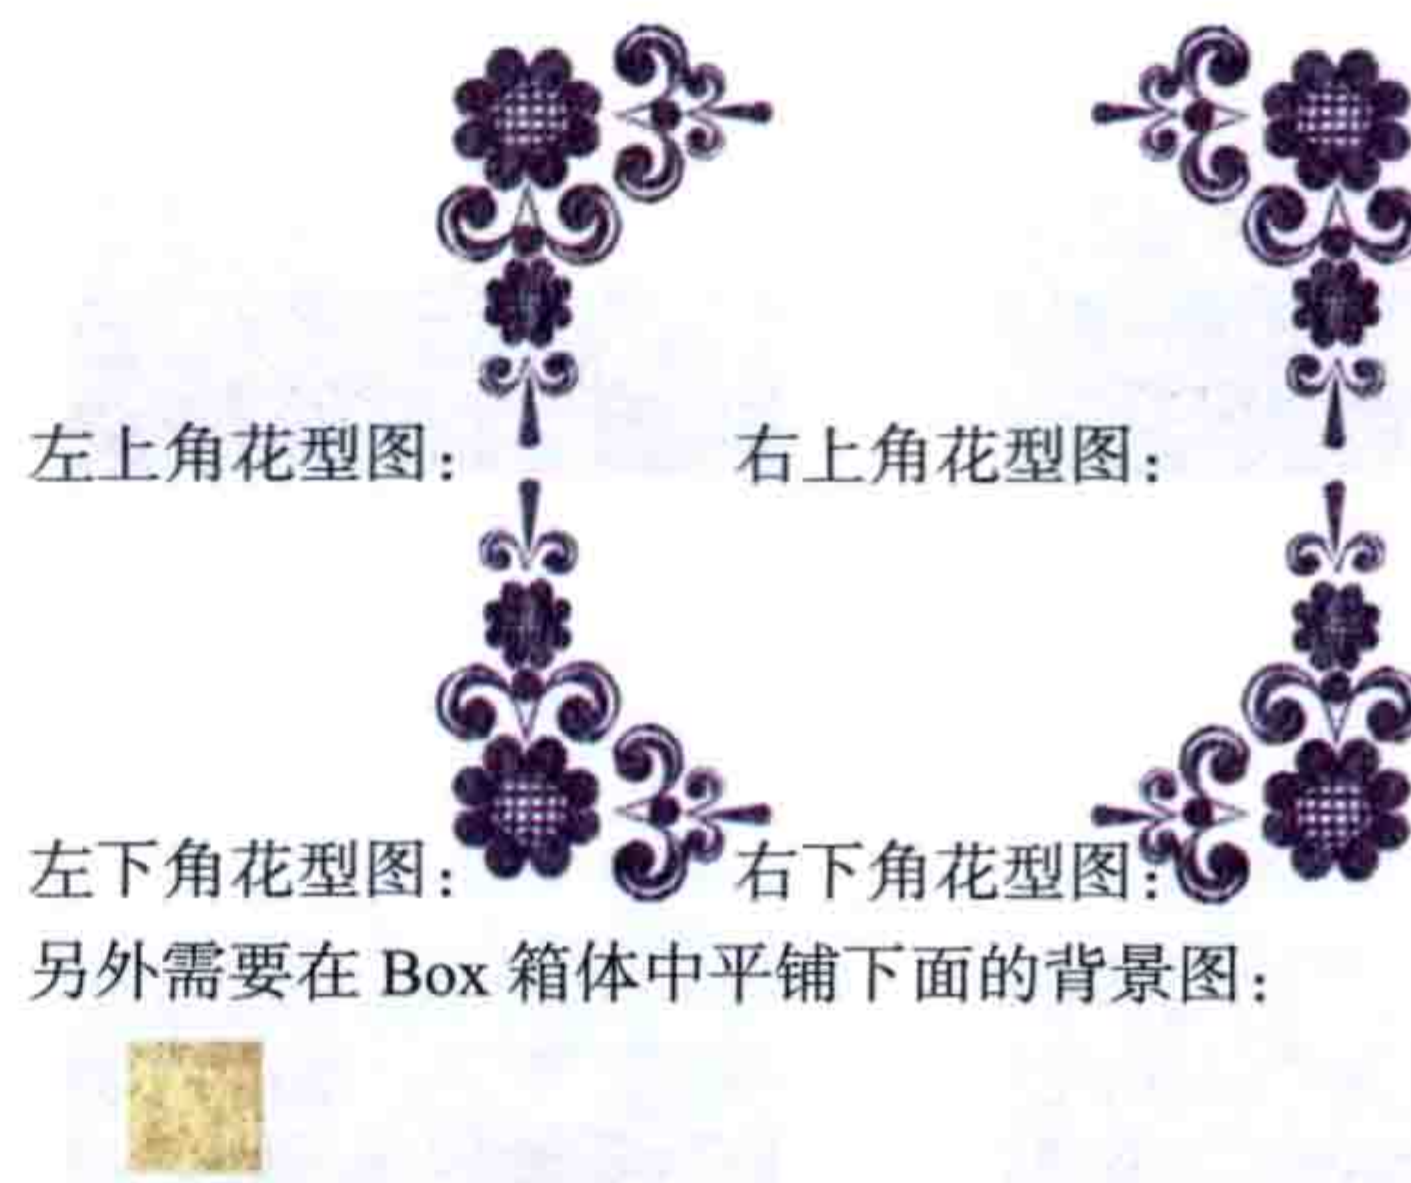 左上角花型图： 右上角花型图：
左下角花型图： 右下角花型图：
另外需要在 Box 箱体中平铺下面的背景图：